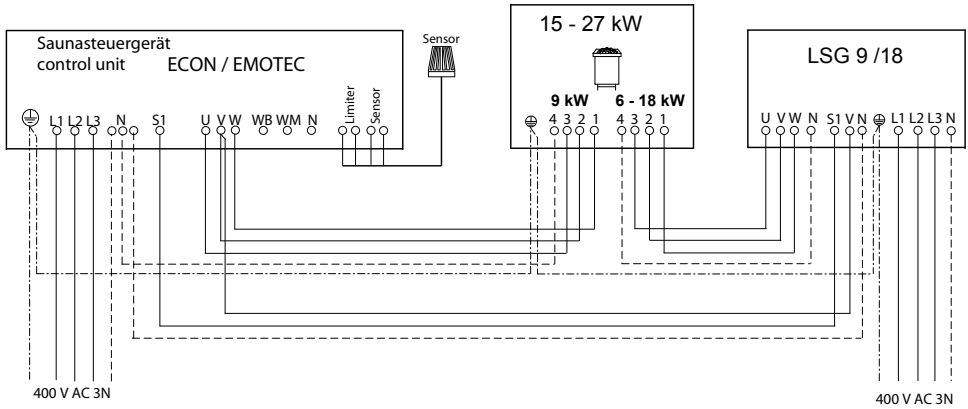 Saunasteuergerät
control unit ECON / EMOTEC
L1 L2 L3 N S1 U V W WB WM N Limiter Sensor
Sensor
15 - 27 kW
9 kW 6 - 18 kW
4 3 2 1 4 3 2 1
LSG 9 /18
U V W N S1 V N L1 L2 L3 N
400 V AC 3N
400 V AC 3N